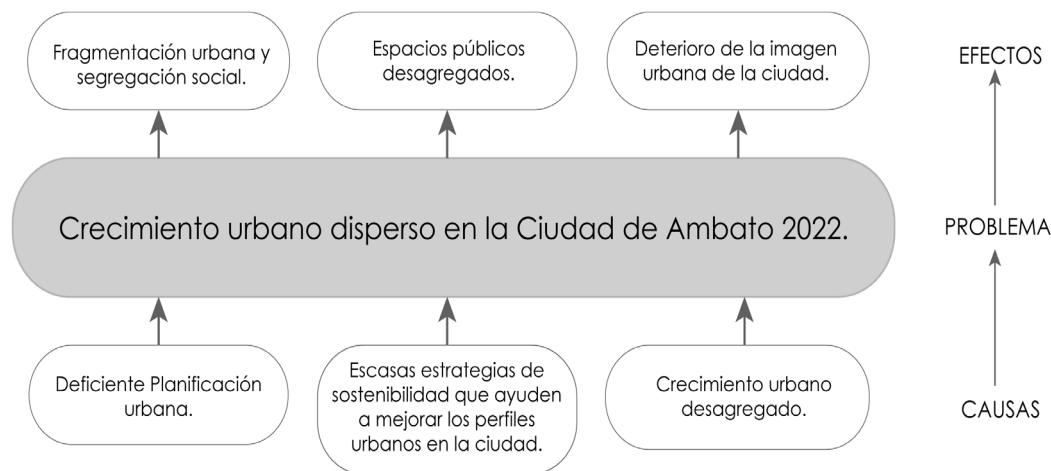 Fragmentación urbana y
segregación social.
Espacios públicos
desagregados.
Deterioro de la imagen
urbana de la ciudad.
EFECTOS
Crecimiento urbano disperso en la Ciudad de Ambato 2022.
PROBLEMA
Deficiente Planificación
urbana.
Escasas estrategias de
sostenibilidad que ayuden
a mejorar los perfiles
urbanos en la ciudad.
Crecimiento urbano
desagregado.
CAUSAS